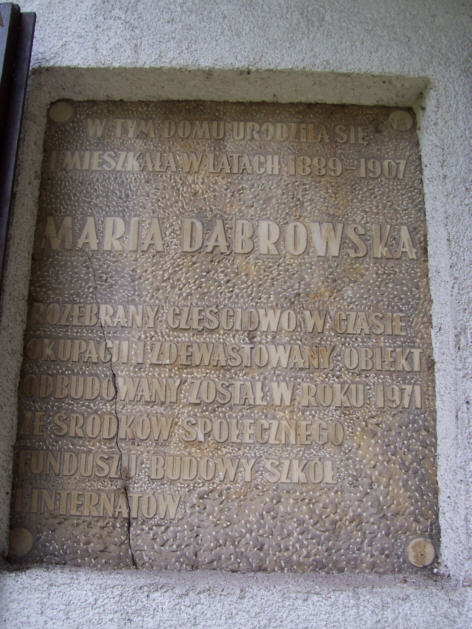 W TYM DOMU URODZIŁA SIĘ
I MIESZKAŁA W LATACH 1889-1907
MARIA DĄBROWSKA
ROZEBRANY CZĘŚCIOWO W CZASIE
OKUPACJI I ZDEWASTOWANY OBIEKT
ODBUDOWANY ZOSTAŁ W ROKU 1971
ZE ŚRODKÓW SPOŁECZNEGO
FUNDUSZU BUDOWY SZKÓŁ
I INTERNATÓW